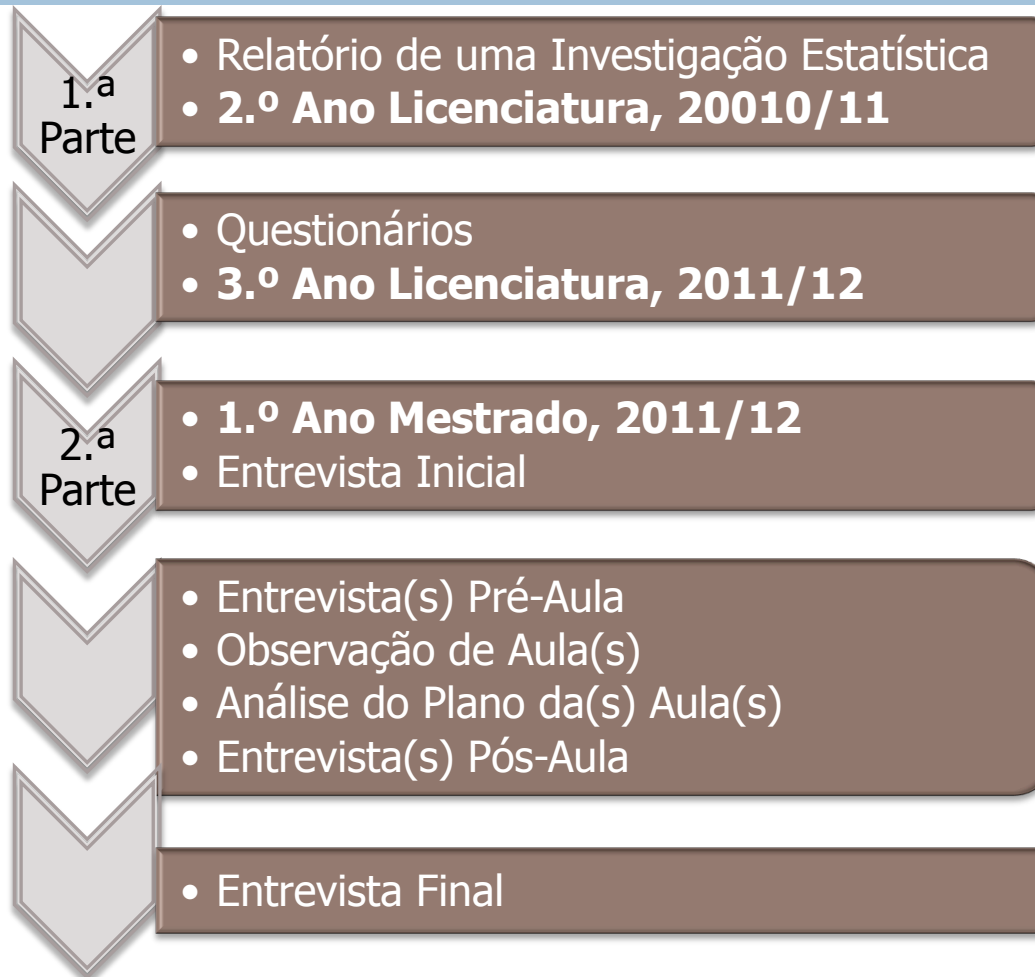 1.ª
Parte
• Relatório de uma Investigação Estatística
• 2.º Ano Licenciatura, 20010/11
• Questionários
• 3.º Ano Licenciatura, 2011/12
2.ª
Parte
• 1.º Ano Mestrado, 2011/12
• Entrevista Inicial
• Entrevista(s) Pré-Aula
• Observação de Aula(s)
• Análise do Plano da(s) Aula(s)
• Entrevista(s) Pós-Aula
• Entrevista Final